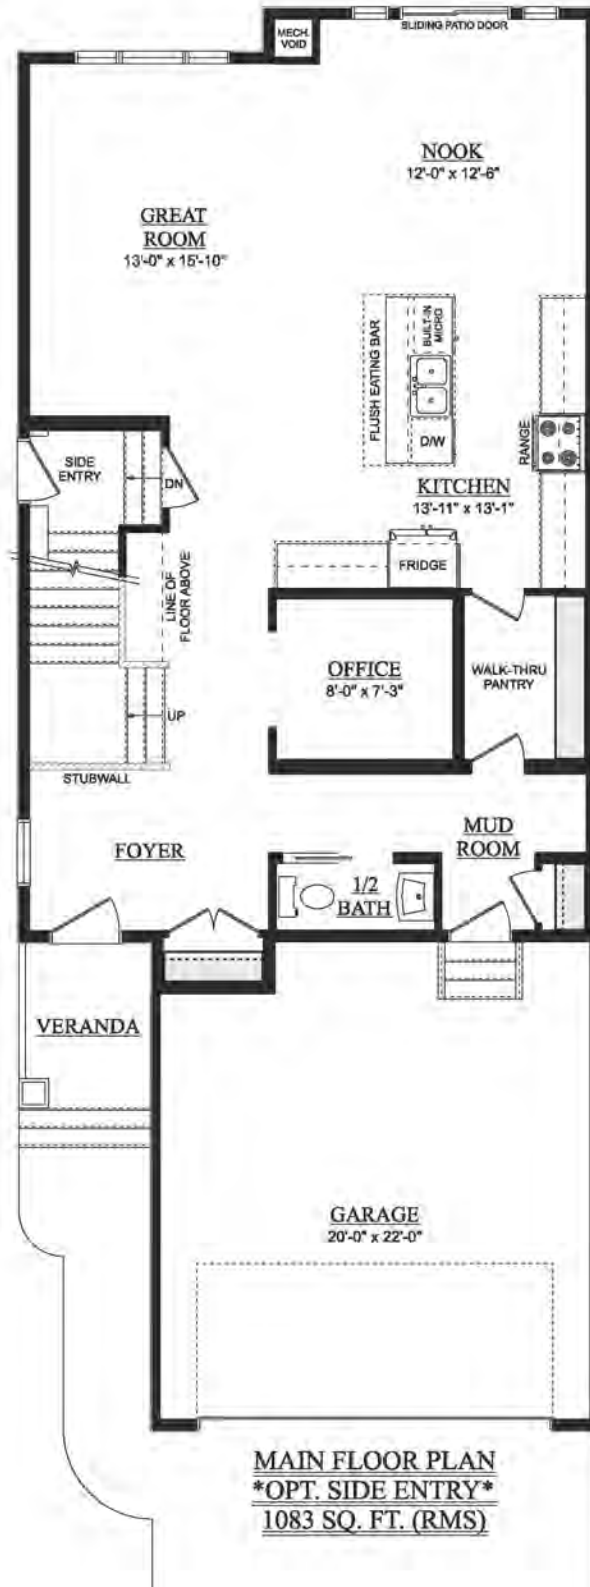 MECH.
VOID
SLIDING PATIO DOOR
NOOK
12'-0" x 12'-6"
GREAT
ROOM
13'-0" x 15'-10"
FLUSH EATING BAR
BUILT-IN
MICRO
D/W
RANGE
SIDE
ENTRY
DN
KITCHEN
13'-11" x 13'-1"
FRIDGE
LINE OF
FLOOR ABOVE
OFFICE
8'-0" x 7'-3"
WALK-THRU
PANTRY
UP
STUBWALL
FOYER
MUD
ROOM
1/2
BATH
VERANDA
GARAGE
20'-0" x 22'-0"
MAIN FLOOR PLAN
*OPT. SIDE ENTRY*
1083 SQ. FT. (RMS)